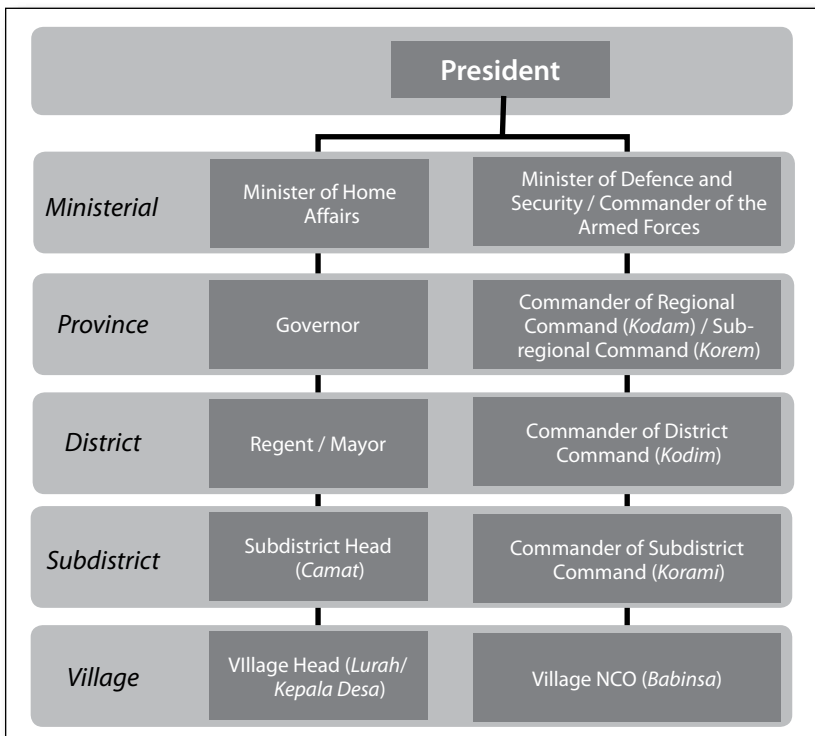 President
Ministerial
Minister of Home
Affairs
Minister of Defence and
Security / Commander of the
Armed Forces
Province
Governor
Commander of Regional
Command (Kodam) / Sub-
regional Command (Korem)
District
Regent / Mayor
Commander of District
Command (Kodim)
Subdistrict
Subdistrict Head
(Camat)
Commander of Subdistrict
Command (Korami)
Village
VIllage Head (Lurah/
Kepala Desa)
Village NCO (Babinsa)